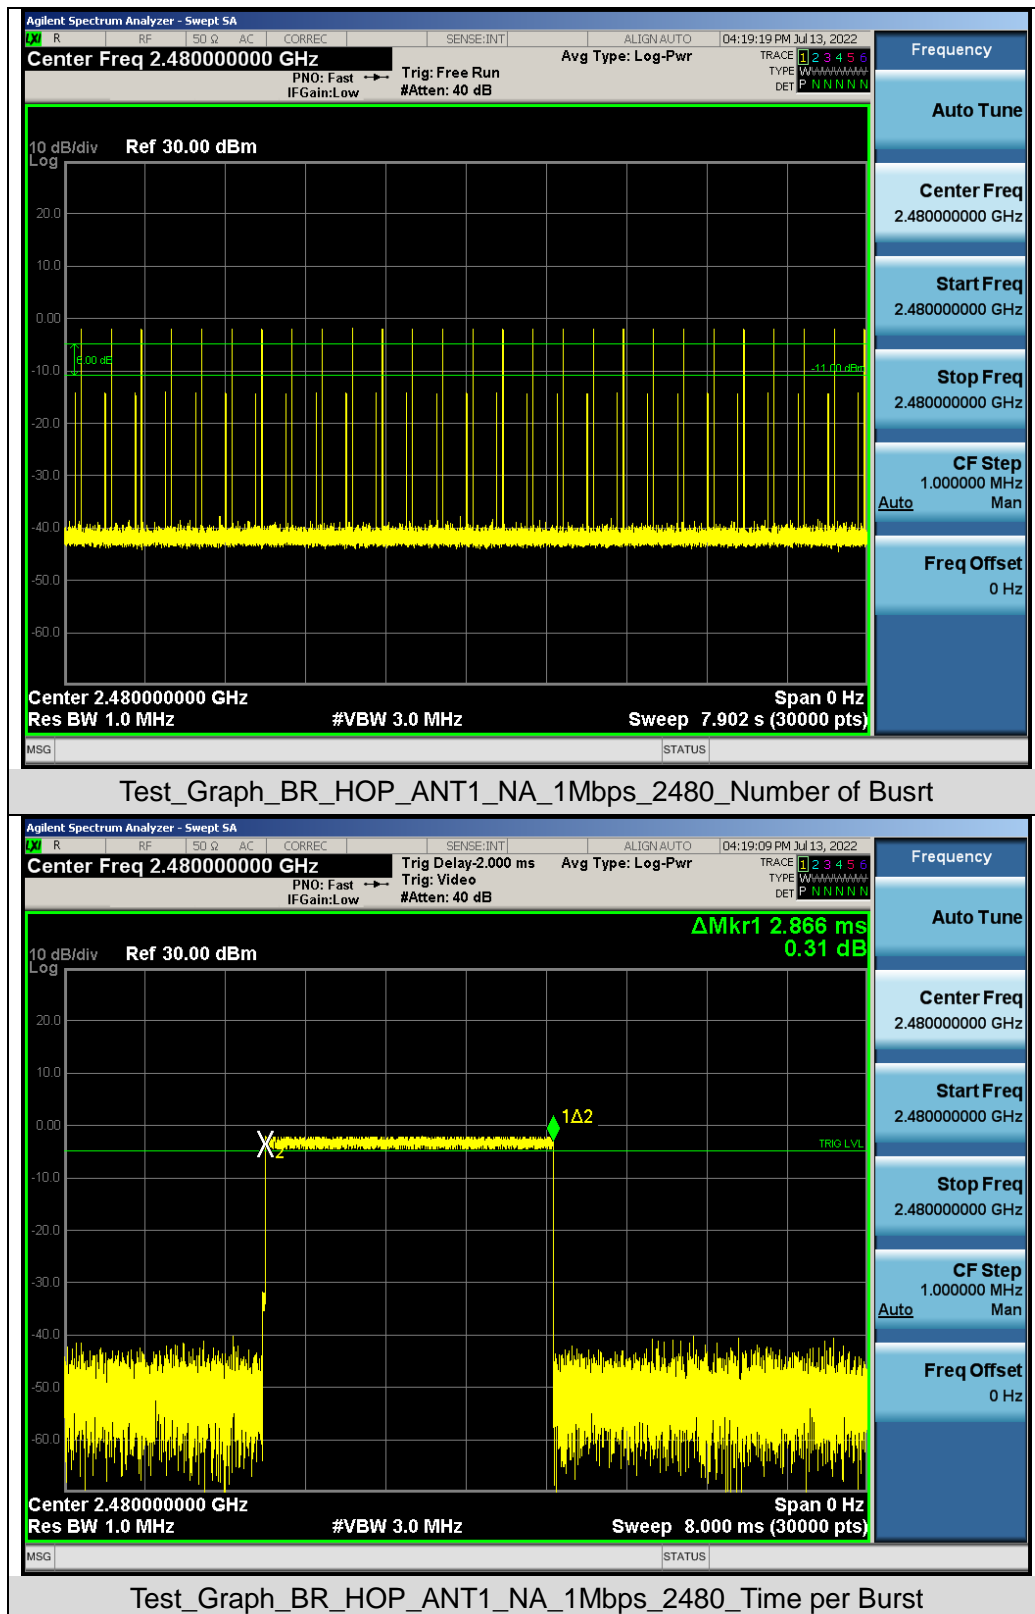 Agilent Spectrum Analyzer - Swept SA
LXI R RF 50 Ω AC CORREC SENSE:INT ALIGN AUTO 04:19:19 PM Jul 13, 2022
Center Freq 2.480000000 GHz Avg Type: Log-Pwr TRACE 1 2 3 4 5 6
PNO: Fast Trig: Free Run TYPE WWWWWW
IFGain:Low #Atten: 40 dB DET P N N N N N
10 dB/div Ref 30.00 dBm
Log
20.0
10.0
0.00
6.00 dB
-11.00 dBm
-10.0
-20.0
-30.0
-40.0
-50.0
-60.0
Center 2.480000000 GHz Span 0 Hz
Res BW 1.0 MHz #VBW 3.0 MHz Sweep 7.902 s (30000 pts)
MSG STATUS
Frequency
Auto Tune
Center Freq
2.480000000 GHz
Start Freq
2.480000000 GHz
Stop Freq
2.480000000 GHz
CF Step
1.000000 MHz
Auto Man
Freq Offset
0 Hz
Test_Graph_BR_HOP_ANT1_NA_1Mbps_2480_Number of Busrt
Agilent Spectrum Analyzer - Swept SA
LXI R RF 50 Ω AC CORREC SENSE:INT ALIGN AUTO 04:19:09 PM Jul 13, 2022
Center Freq 2.480000000 GHz Trig Delay-2.000 ms Avg Type: Log-Pwr TRACE 1 2 3 4 5 6
PNO: Fast Trig: Video TYPE WWWWWW
IFGain:Low #Atten: 40 dB DET P N N N N N
ΔMkr1 2.866 ms
0.31 dB
10 dB/div Ref 30.00 dBm
Log
20.0
10.0
0.00
1Δ2
X2
TRIG LVL
-10.0
-20.0
-30.0
-40.0
-50.0
-60.0
Center 2.480000000 GHz Span 0 Hz
Res BW 1.0 MHz #VBW 3.0 MHz Sweep 8.000 ms (30000 pts)
MSG STATUS
Frequency
Auto Tune
Center Freq
2.480000000 GHz
Start Freq
2.480000000 GHz
Stop Freq
2.480000000 GHz
CF Step
1.000000 MHz
Auto Man
Freq Offset
0 Hz
Test_Graph_BR_HOP_ANT1_NA_1Mbps_2480_Time per Burst